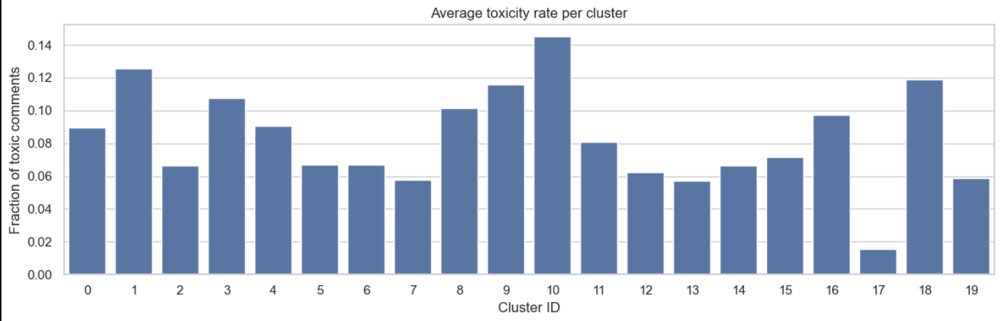 Average toxicity rate per cluster
Fraction of toxic comments
0.14
0.12
0.10
0.08
0.06
0.04
0.02
0.00
0 1 2 3 4 5 6 7 8 9 10 11 12 13 14 15 16 17 18 19
Cluster ID